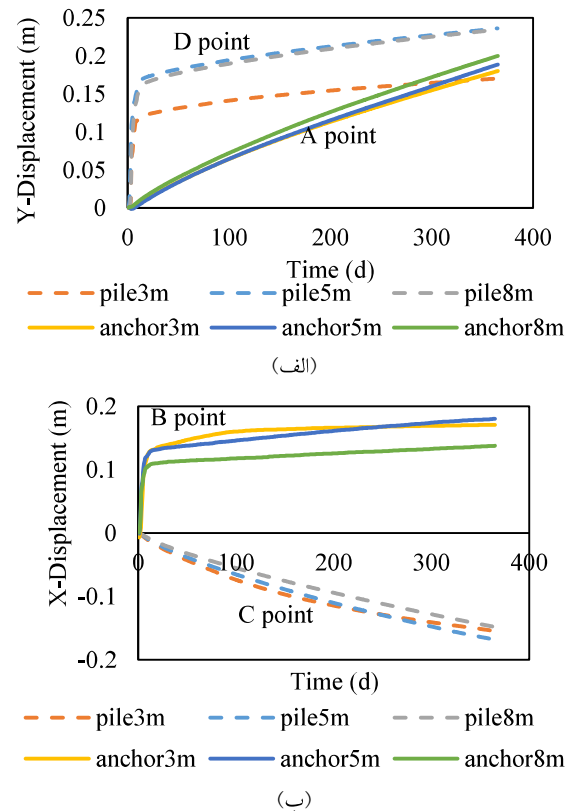 Y-Displacement (m)
0.25
0.2
0.15
0.1
0.05
0
D point
A point
0 100 200 300 400
Time (d)
pile3m pile5m pile8m
anchor3m anchor5m anchor8m
(الف)
X-Displacement (m)
0.2
0.1
0
-0.1
-0.2
B point
C point
0 100 200 300 400
Time (d)
pile3m pile5m pile8m
anchor3m anchor5m anchor8m
(ب)